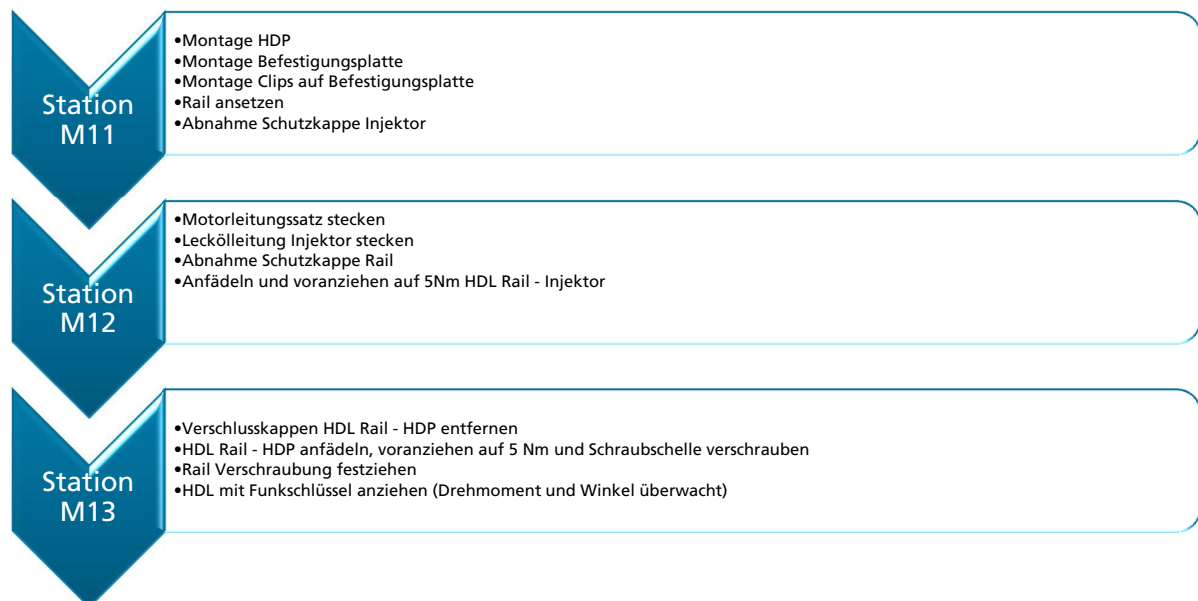 Station
M11
•Montage HDP
•Montage Befestigungsplatte
•Montage Clips auf Befestigungsplatte
•Rail ansetzen
•Abnahme Schutzkappe Injektor
Station
M12
•Motorleitungssatz stecken
•Leckölleitung Injektor stecken
•Abnahme Schutzkappe Rail
•Anfädeln und voranziehen auf 5Nm HDL Rail - Injektor
Station
M13
•Verschlusskappen HDL Rail - HDP entfernen
•HDL Rail - HDP anfädeln, voranziehen auf 5 Nm und Schraubschelle verschrauben
•Rail Verschraubung festziehen
•HDL mit Funkschlüssel anziehen (Drehmoment und Winkel überwacht)